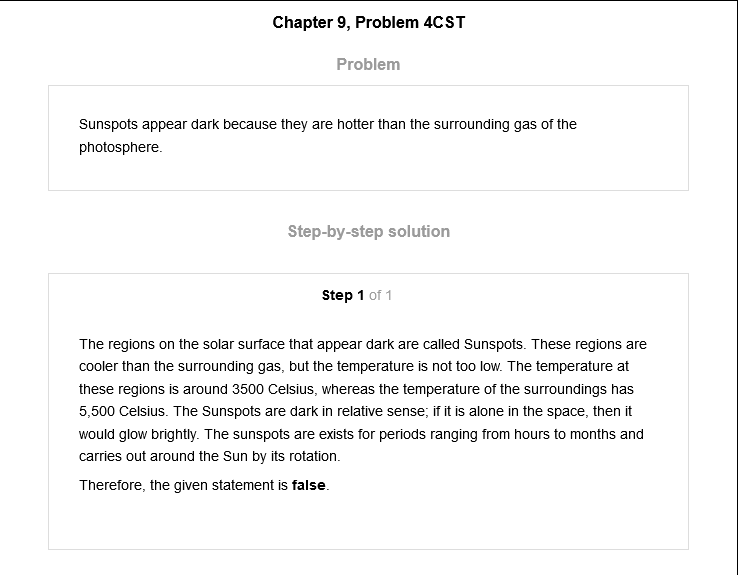 Chapter 9, Problem 4CST
Problem
Sunspots appear dark because they are hotter than the surrounding gas of the
photosphere.
Step-by-step solution
Step 1 of 1
The regions on the solar surface that appear dark are called Sunspots. These regions are
cooler than the surrounding gas, but the temperature is not too low. The temperature at
these regions is around 3500 Celsius, whereas the temperature of the surroundings has
5,500 Celsius. The Sunspots are dark in relative sense; if it is alone in the space, then it
would glow brightly. The sunspots are exists for periods ranging from hours to months and
carries out around the Sun by its rotation.
Therefore, the given statement is false.